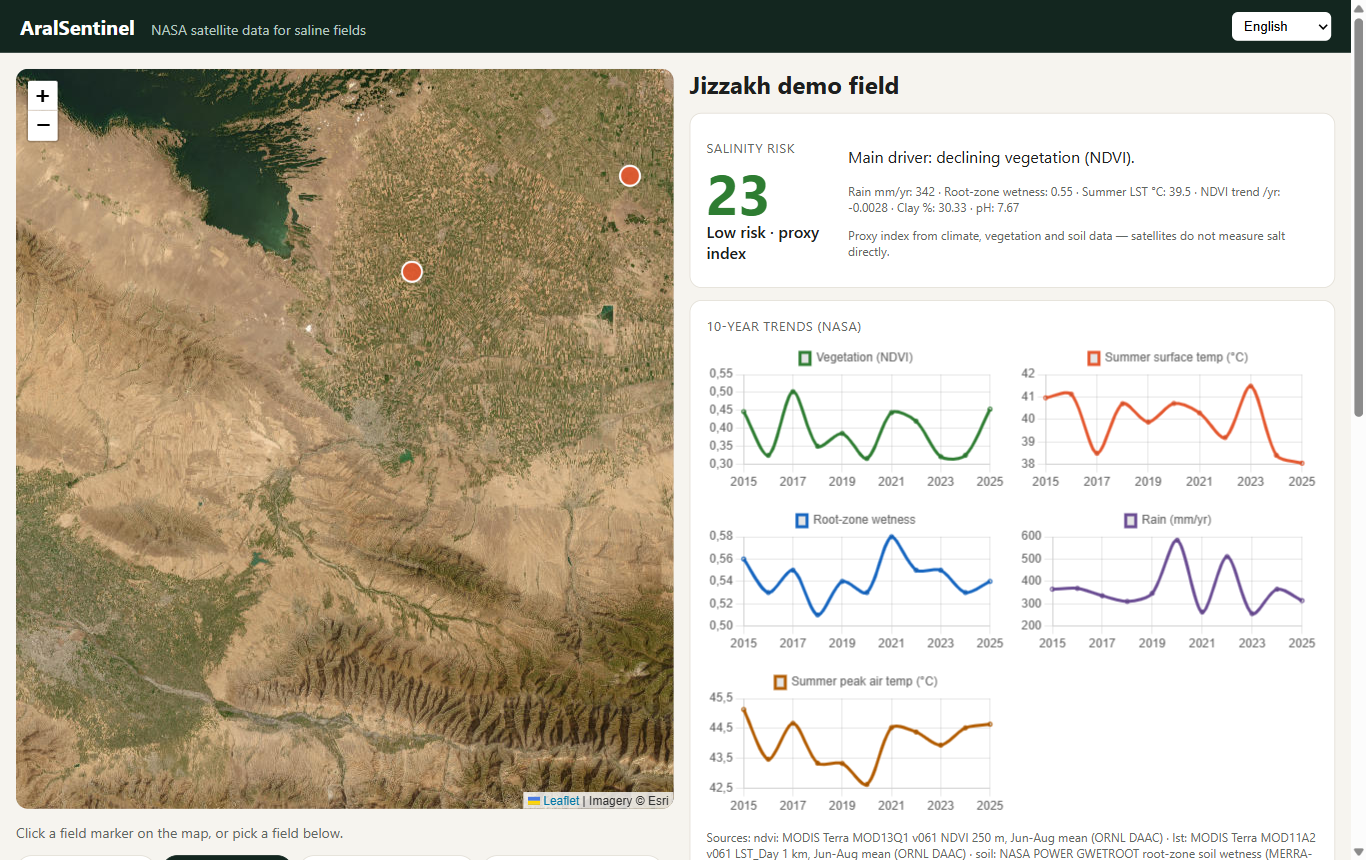 AralSentinel NASA satellite data for saline fields English
+
−
Leaflet | Imagery © Esri
Click a field marker on the map, or pick a field below.
Jizzakh demo field
SALINITY RISK
23
Low risk · proxy
index
Main driver: declining vegetation (NDVI).
Rain mm/yr: 342 · Root-zone wetness: 0.55 · Summer LST °C: 39.5 · NDVI trend /yr:
-0.0028 · Clay %: 30.33 · pH: 7.67
Proxy index from climate, vegetation and soil data — satellites do not measure salt
directly.
10-YEAR TRENDS (NASA)
Vegetation (NDVI)
0,55
0,50
0,45
0,40
0,35
0,30
2015 2017 2019 2021 2023 2025
Summer surface temp (°C)
42
41
40
39
38
2015 2017 2019 2021 2023 2025
Root-zone wetness
0,58
0,56
0,54
0,52
0,50
2015 2017 2019 2021 2023 2025
Rain (mm/yr)
600
500
400
300
200
2015 2017 2019 2021 2023 2025
Summer peak air temp (°C)
45,5
44,5
43,5
42,5
2015 2017 2019 2021 2023 2025
Sources: ndvi: MODIS Terra MOD13Q1 v061 NDVI 250 m, Jun-Aug mean (ORNL DAAC) · lst: MODIS Terra MOD11A2
v061 LST_Day 1 km, Jun-Aug mean (ORNL DAAC) · soil: NASA POWER GWETROOT root-zone soil wetness (MERRA-